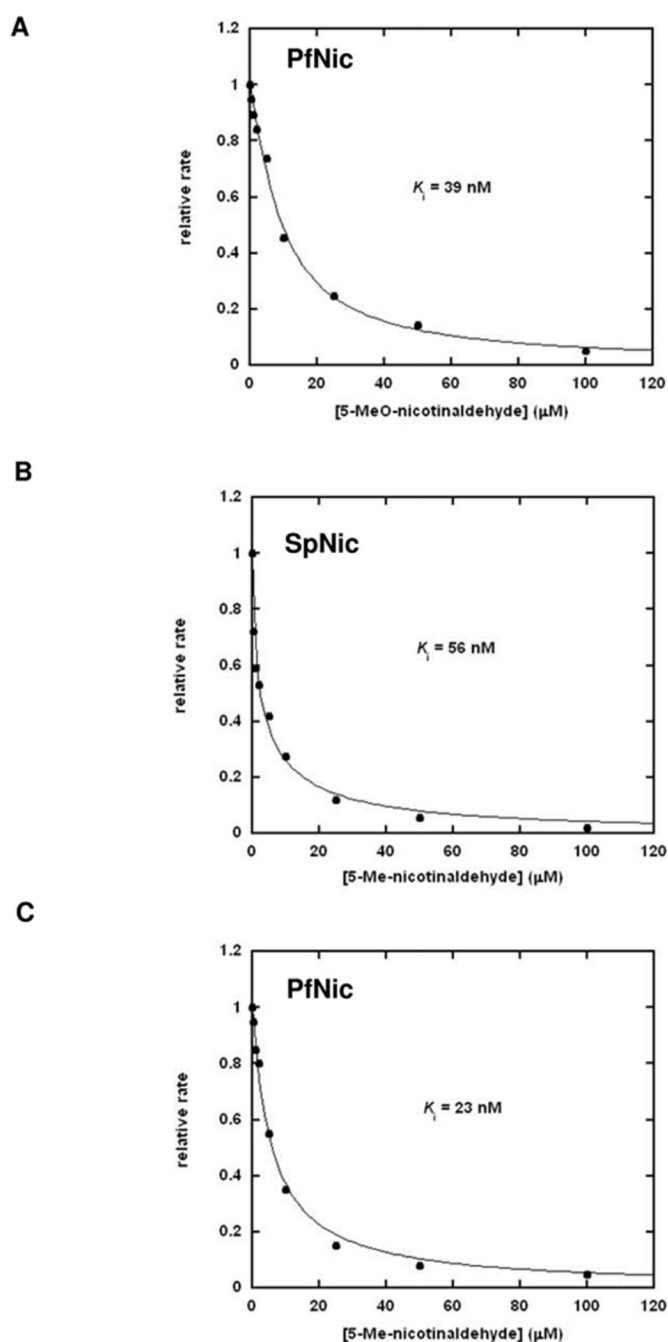 A
PfNic
1.2
1
0.8
0.6
0.4
0.2
0
relative rate
Ki = 39 nM
0 20 40 60 80 100 120
[5-MeO-nicotinaldehyde] (µM)
B
SpNic
1.2
1
0.8
0.6
0.4
0.2
0
relative rate
Ki = 56 nM
0 20 40 60 80 100 120
[5-Me-nicotinaldehyde] (µM)
C
PfNic
1.2
1
0.8
0.6
0.4
0.2
0
relative rate
Ki = 23 nM
0 20 40 60 80 100 120
[5-Me-nicotinaldehyde] (µM)